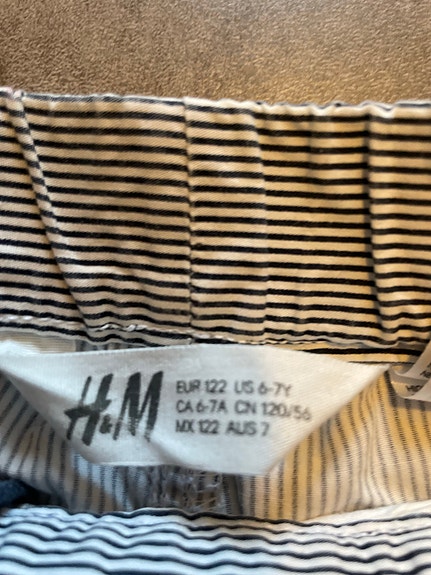 H&M
EUR 122 US 6-7Y
CA 6-7A CN 120/56
MX 122 AUS 7